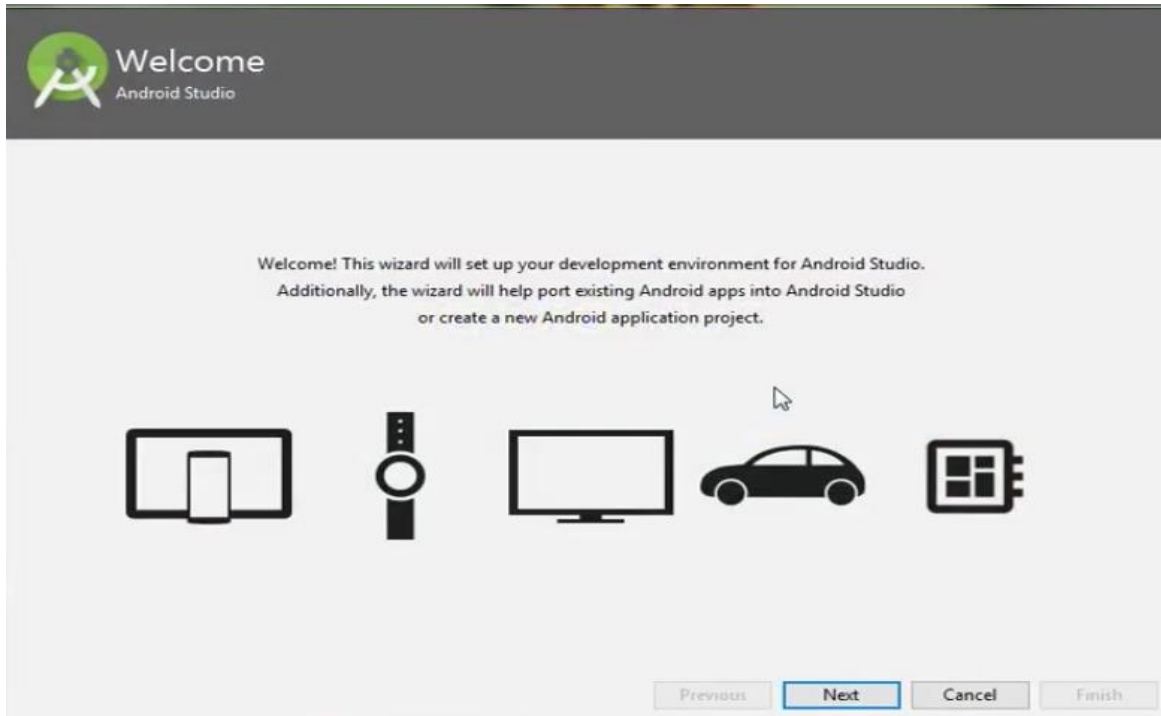 Welcome
Android Studio
Welcome! This wizard will set up your development environment for Android Studio.
Additionally, the wizard will help port existing Android apps into Android Studio
or create a new Android application project.
Previous
Next
Cancel
Finish